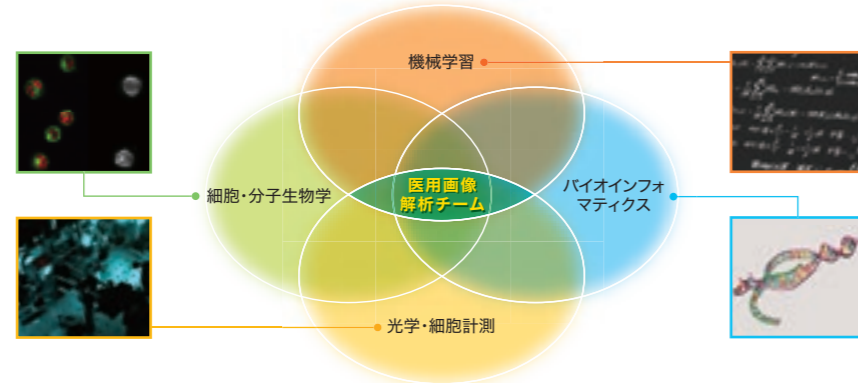 機械学習
細胞・分子生物学
医用画像
解析チーム
バイオインフォ
マティクス
光学・細胞計測